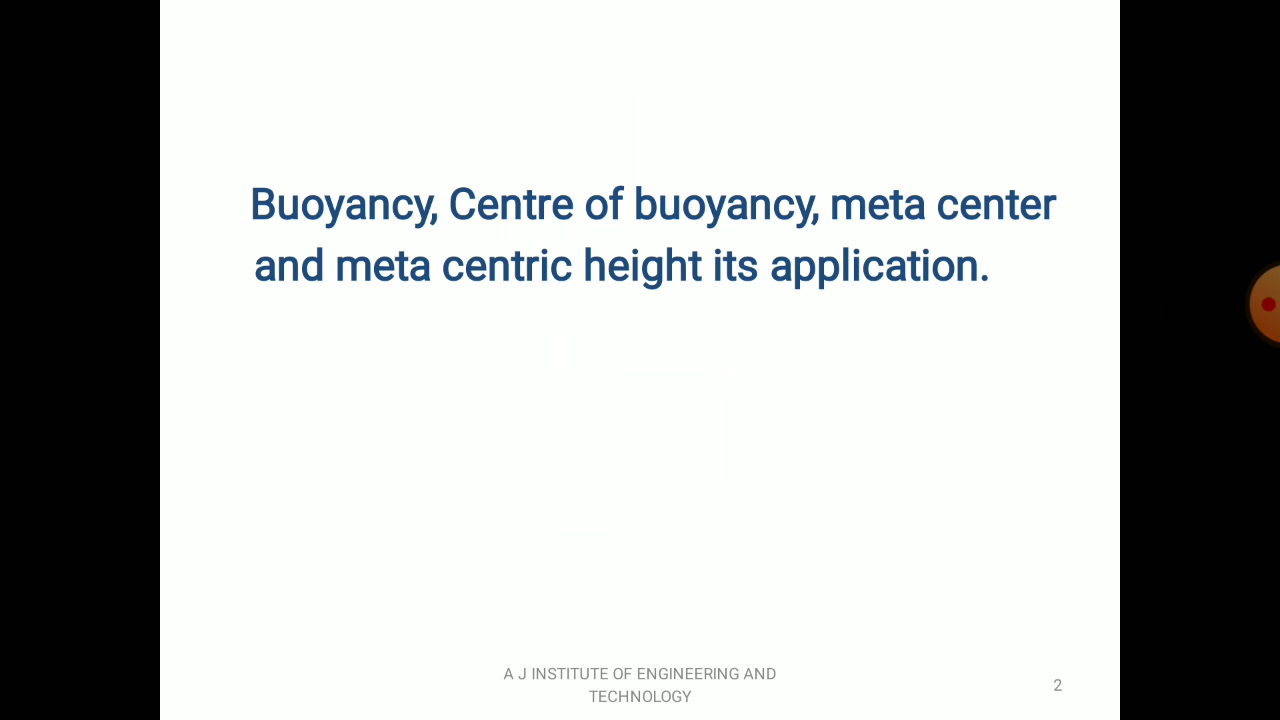 Buoyancy, Centre of buoyancy, meta center
and meta centric height its application.
A J INSTITUTE OF ENGINEERING AND
TECHNOLOGY
2